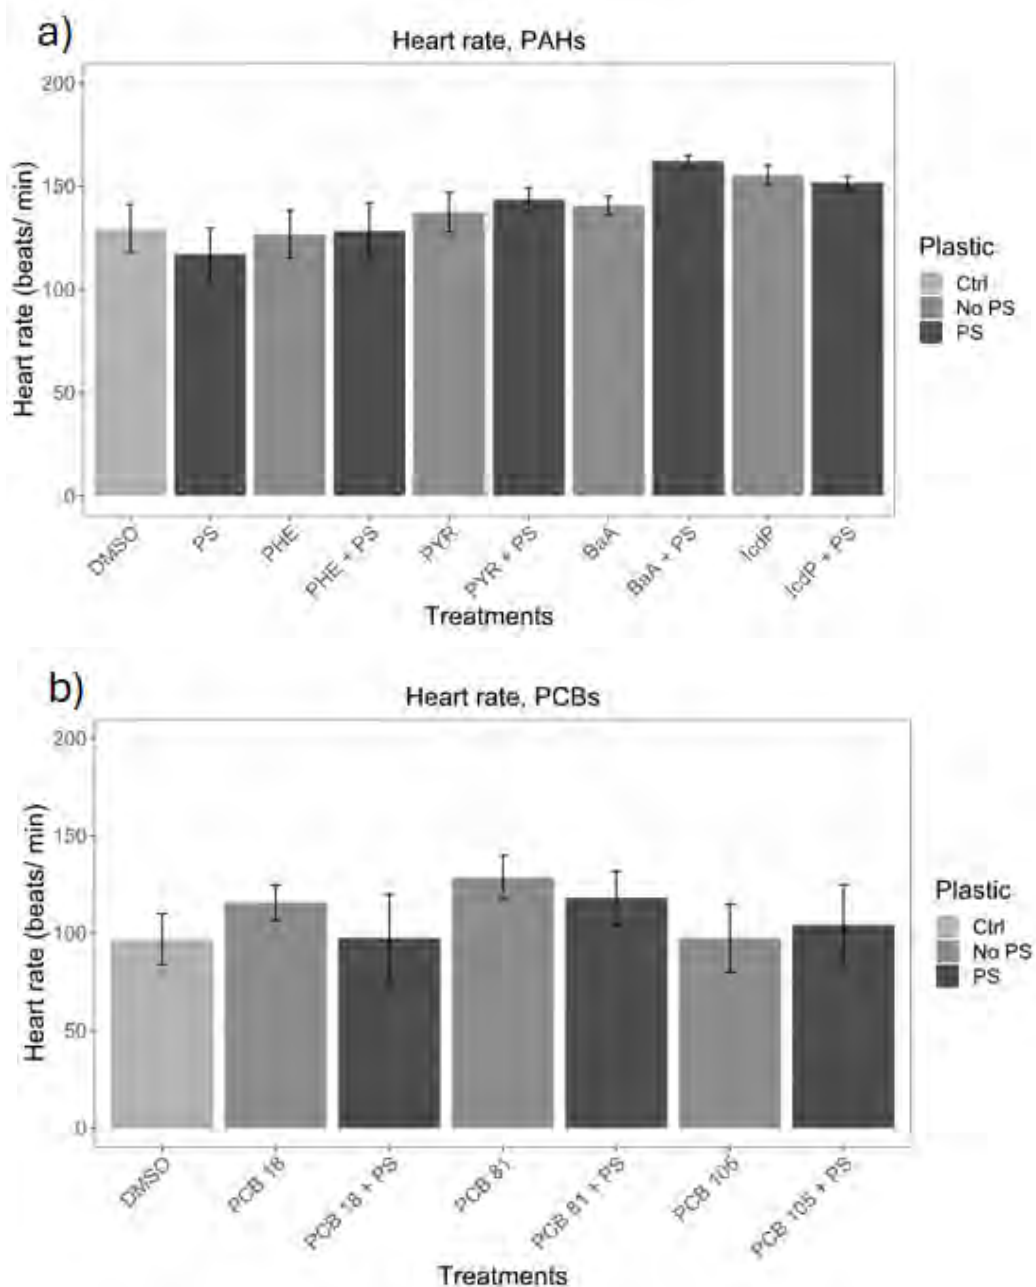 a)
Heart rate, PAHs
Heart rate (beats/ min)
200
150
100
50
0
DMSO
PS
PHE
PHE + PS
PYR
PYR + PS
BaA
BaA + PS
IcdP
IcdP + PS
Treatments
Plastic
Ctrl
No PS
PS
b)
Heart rate, PCBs
Heart rate (beats/ min)
200
150
100
50
0
DMSO
PCB 18
PCB 18 + PS
PCB 81
PCB 81 + PS
PCB 105
PCB 105 + PS
Treatments
Plastic
Ctrl
No PS
PS